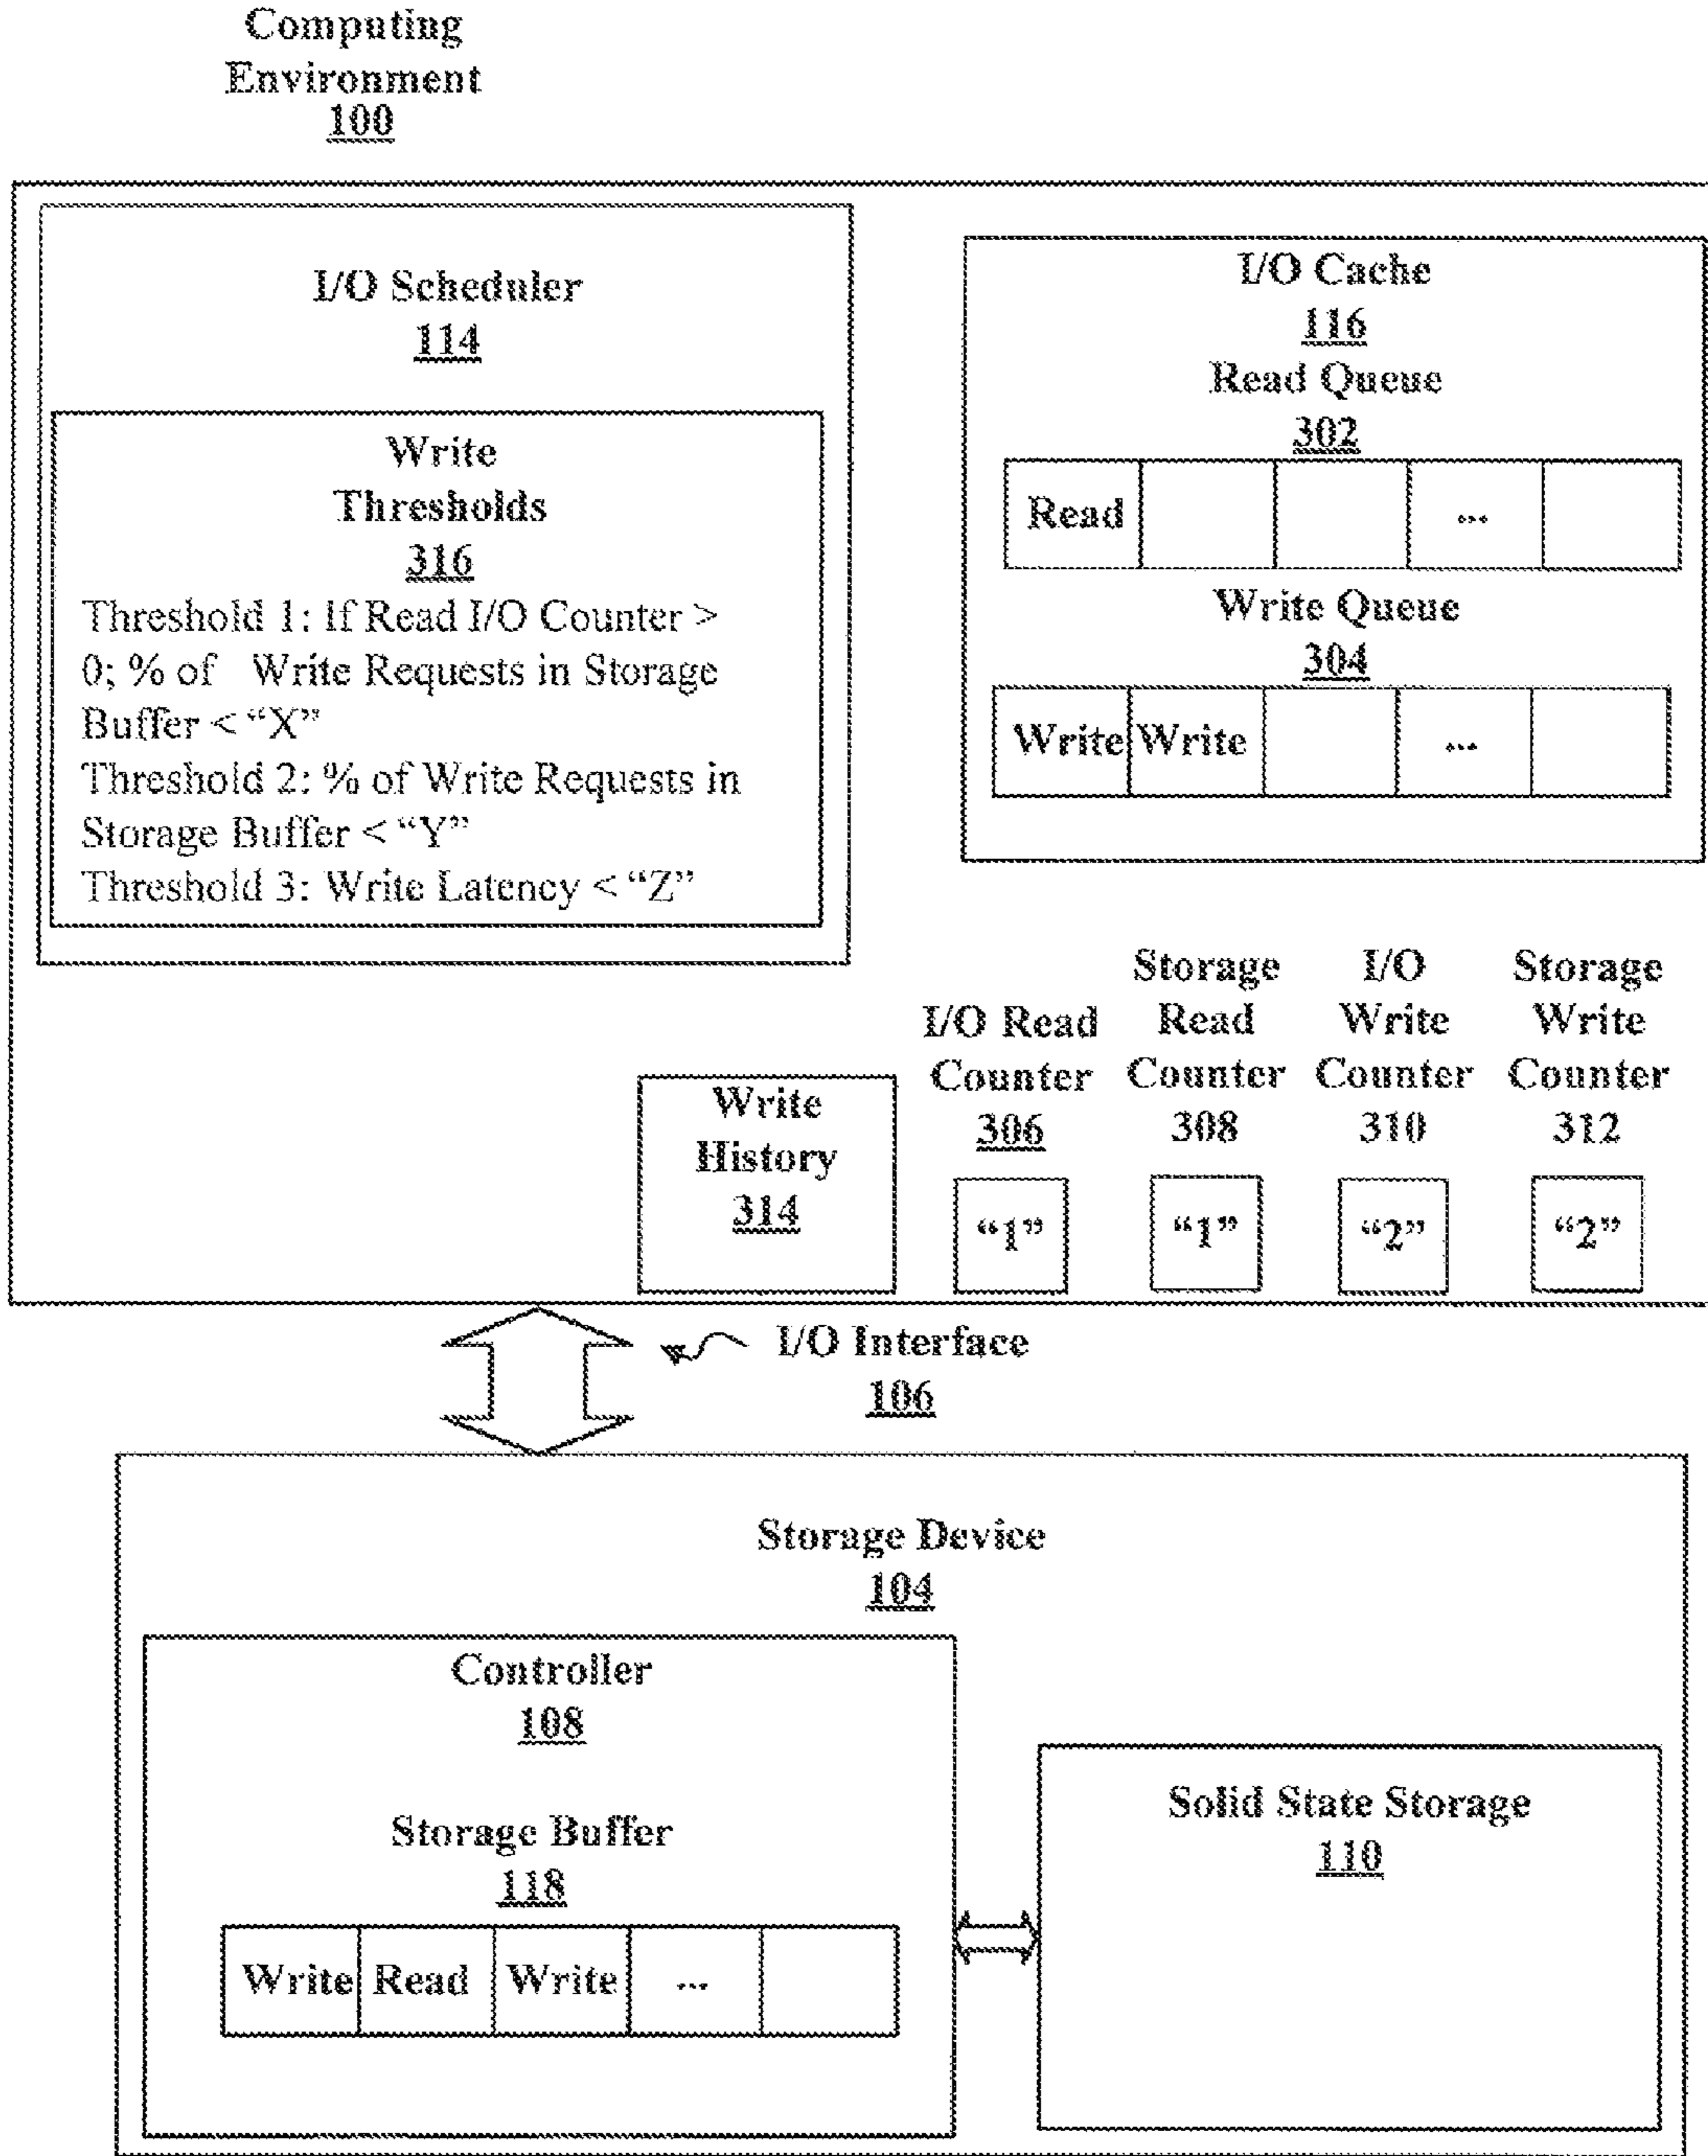 Computing
Environment
100
I/O Scheduler
114
Write
Thresholds
316
Threshold 1: If Read I/O Counter >
0; % of Write Requests in Storage
Buffer < “X”
Threshold 2: % of Write Requests in
Storage Buffer < “Y”
Threshold 3: Write Latency < “Z”
I/O Cache
116
Read Queue
302
Read ...
Write Queue
304
Write Write ...
Write
History
314
I/O Read
Counter
306
“1”
Storage
Read
Counter
308
“1”
I/O
Write
Counter
310
“2”
Storage
Write
Counter
312
“2”
I/O Interface
106
Storage Device
104
Controller
108
Storage Buffer
118
Write Read Write ...
Solid State Storage
110